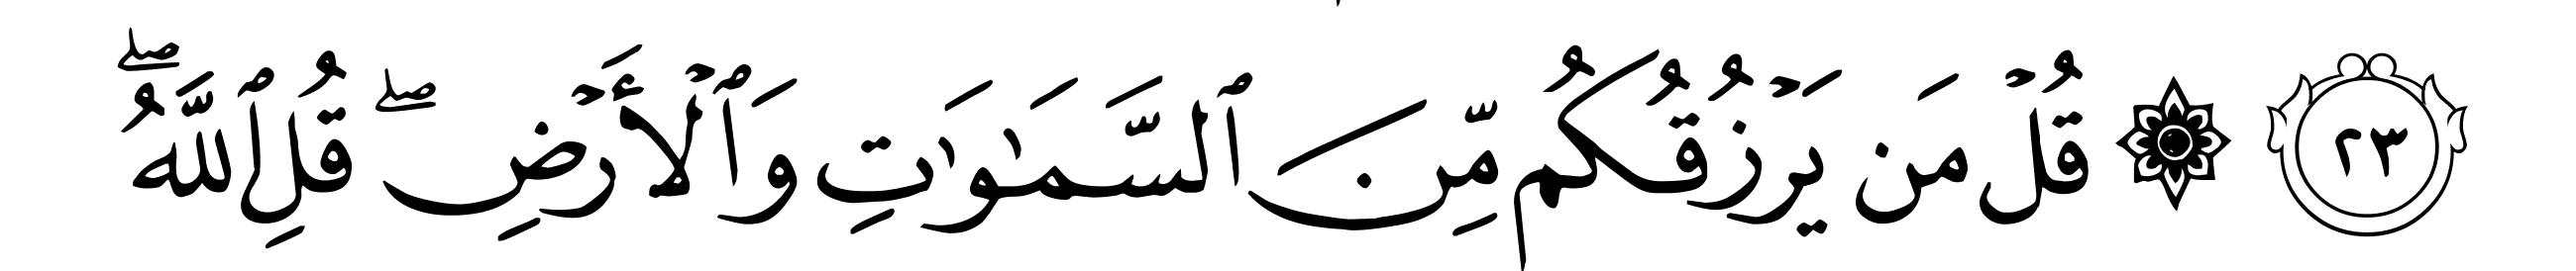 ٢٣ ۞ قُلْ مَن يَرْزُقُكُم مِّنَ ٱلسَّمَـٰوَٰتِ وَٱلْأَرْضِ ۖ قُلِ ٱللَّهُ ۖ